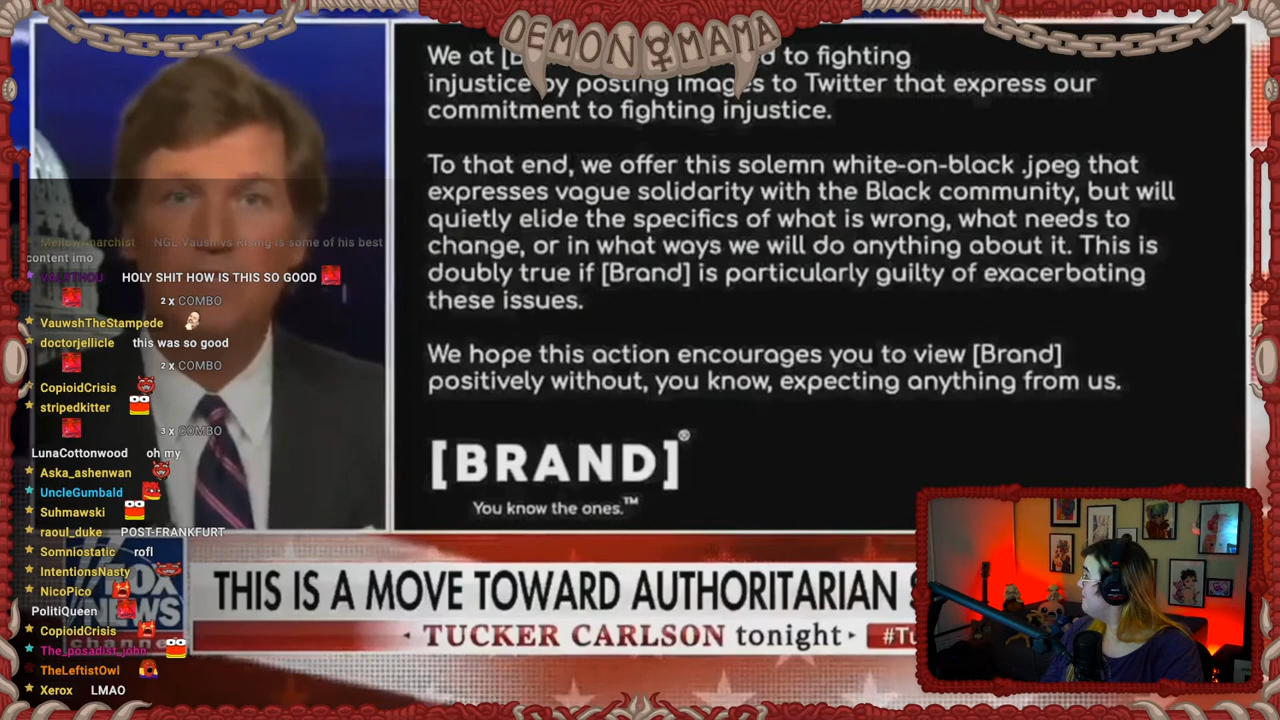 DEMON MAMA
We at [B d to fighting
injustice by posting images to Twitter that express our
commitment to fighting injustice.
To that end, we offer this solemn white-on-black .jpeg that
expresses vague solidarity with the Black community, but will
quietly elide the specifics of what is wrong, what needs to
change, or in what ways we will do anything about it. This is
doubly true if [Brand] is particularly guilty of exacerbating
these issues.
We hope this action encourages you to view [Brand]
positively without, you know, expecting anything from us.
[BRAND]®
You know the ones.™
MellowAnarchist NGL Vaush vs Rising is some of his best
content imo
HOLY SHIT HOW IS THIS SO GOOD
2 x COMBO
VauwshTheStampede
doctorjellicle this was so good
2 x COMBO
CopioidCrisis
stripedkitter
3 x COMBO
LunaCottonwood oh my
Aska_ashenwan
UncleGumbald
Suhmawski
raoul_duke POST-FRANKFURT
Somniostatic rofl
IntentionsNasty
NicoPico
PolitiQueen
CopioidCrisis
The_posadist_john
TheLeftistOwl
Xerox LMAO
FOX
NEWS
channel
THIS IS A MOVE TOWARD AUTHORITARIAN
TUCKER CARLSON tonight
#Tu